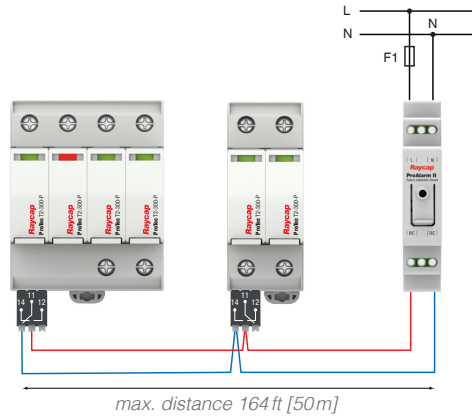 L
N
N
F1
Raycap
ProTec T2-300-P
Raycap
ProTec T2-300-P
Raycap
ProTec T2-300-P
Raycap
ProTec T2-300-P
Raycap
ProTec T2-300-P
Raycap
ProTec T2-300-P
L N
Raycap
ProAlarm II
RC RC
11
14 12
11
14 12
max. distance 164 ft [50 m]